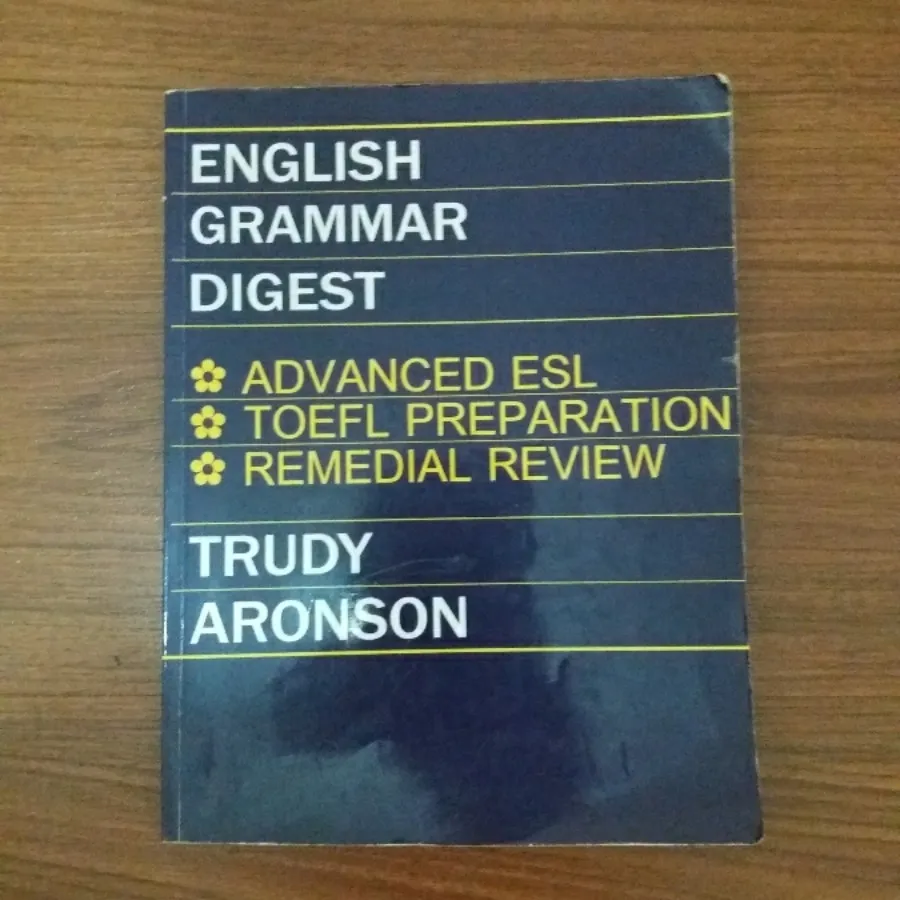 ENGLISH
GRAMMAR
DIGEST
ADVANCED ESL
TOEFL PREPARATION
REMEDIAL REVIEW
TRUDY
ARONSON